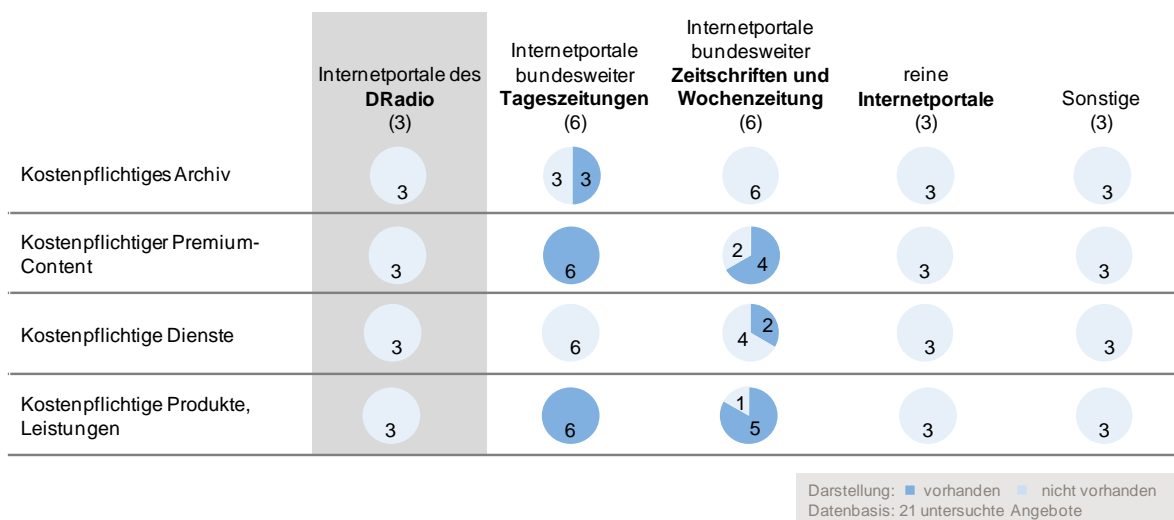 Internetportale des
DRadio
(3)
Internetportale
bundesweiter
Tageszeitungen
(6)
Internetportale
bundesweiter
Zeitschriften und
Wochenzeitung
(6)
reine
Internetportale
(3)
Sonstige
(3)
Kostenpflichtiges Archiv
3
3 3
6
3
3
Kostenpflichtiger Premium-
Content
3
6
2 4
3
3
Kostenpflichtige Dienste
3
6
4 2
3
3
Kostenpflichtige Produkte,
Leistungen
3
6
1 5
3
3
Darstellung: vorhanden nicht vorhanden
Datenbasis: 21 untersuchte Angebote